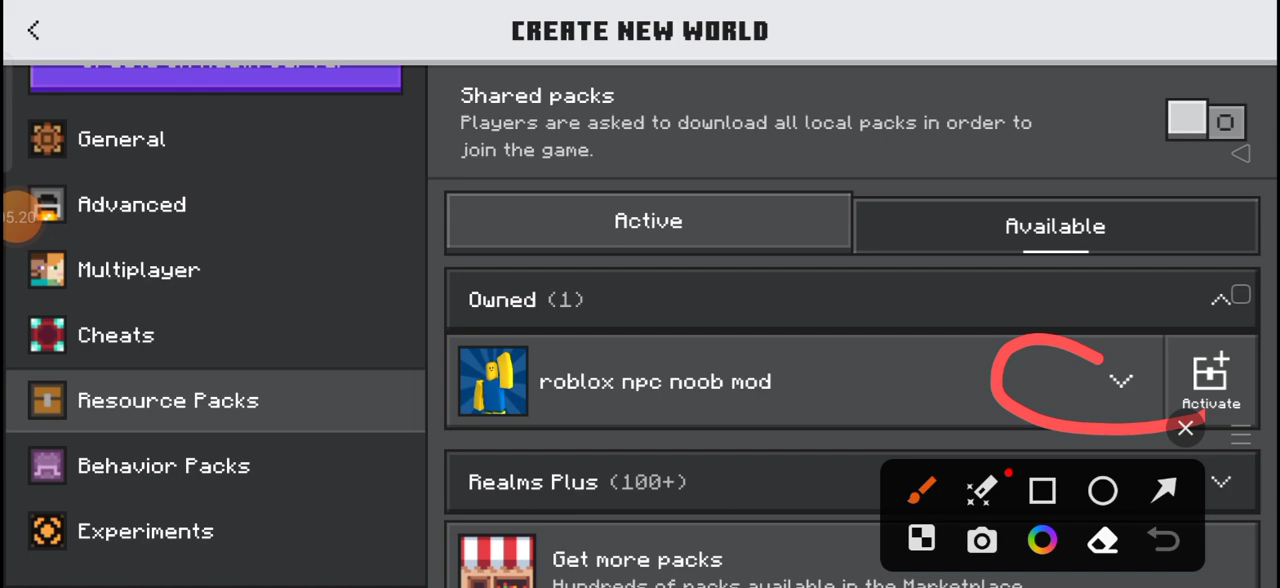 CREATE NEW WORLD
General
Advanced
05.20
Multiplayer
Cheats
Resource Packs
Behavior Packs
Experiments
Shared packs
Players are asked to download all local packs in order to
join the game.
Active
Available
Owned (1)
roblox npc noob mod
Activate
Realms Plus (100+)
Get more packs
Hundreds of packs available in the Marketplace